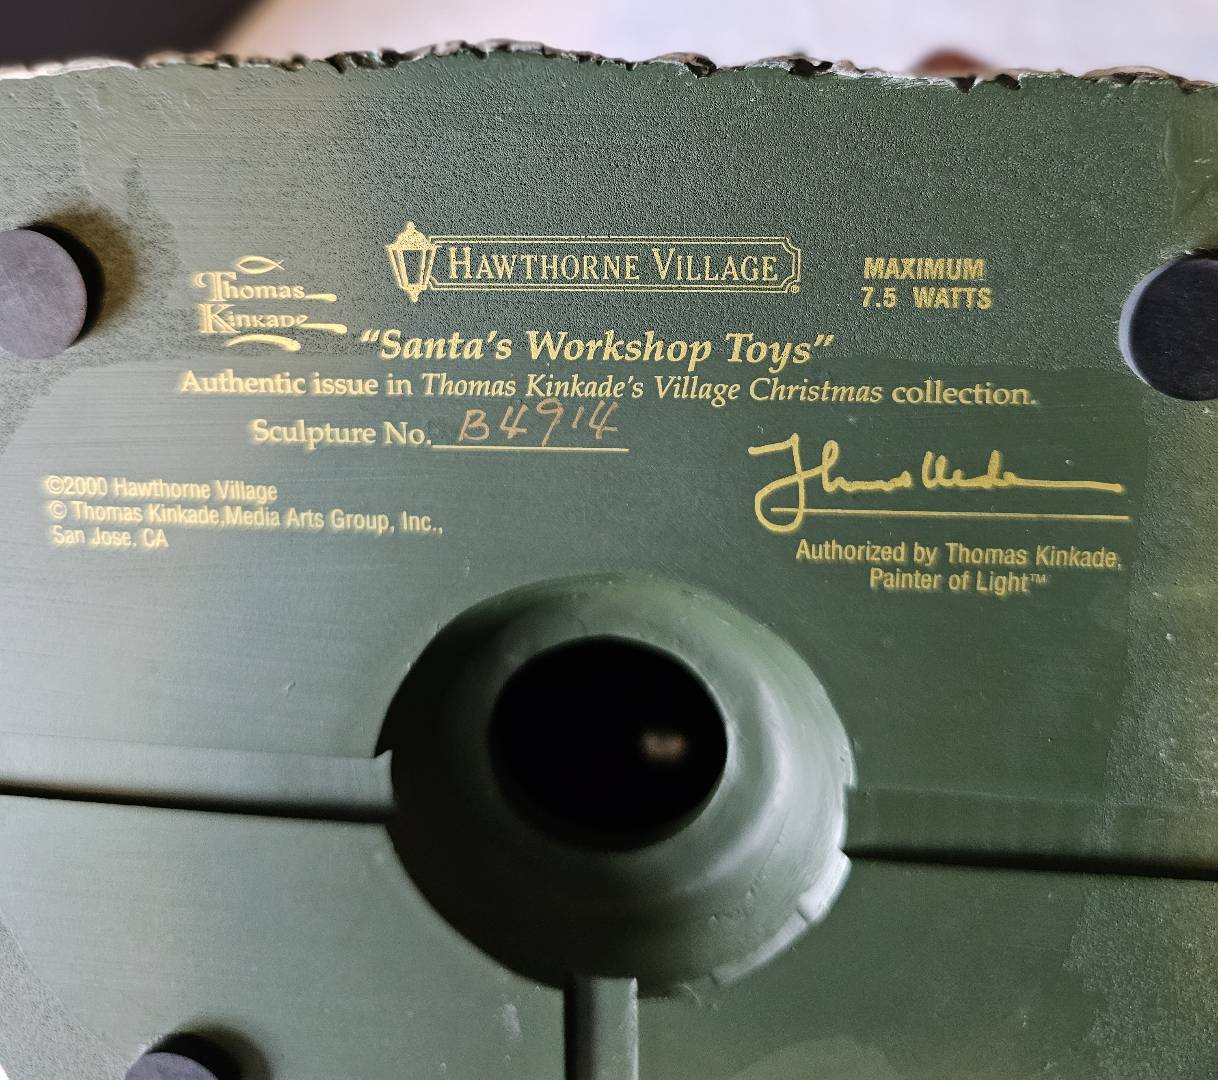 Thomas
Kinkade
HAWTHORNE VILLAGE®
MAXIMUM
7.5 WATTS
"Santa's Workshop Toys"
Authentic issue in Thomas Kinkade's Village Christmas collection.
Sculpture No. B4914
©2000 Hawthorne Village
© Thomas Kinkade,Media Arts Group, Inc.,
San Jose, CA
Thomas Kinkade
Authorized by Thomas Kinkade,
Painter of Light™